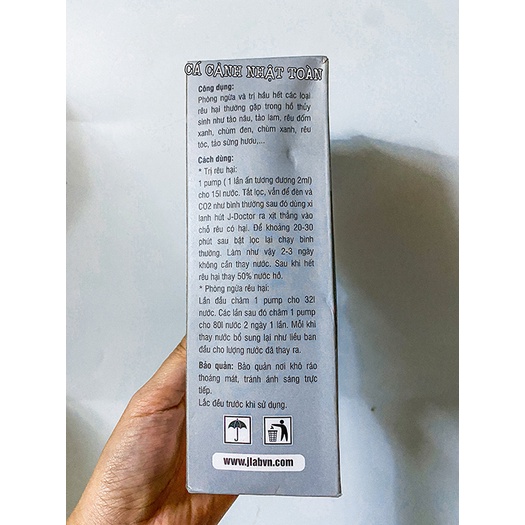 CÁ CẢNH NHẬT TOÀN
Công dụng:
Phòng ngừa và trị hầu hết các loại
rêu hại thường gặp trong hồ thủy
sinh như tảo nâu, tảo lam, rêu đốm
xanh, chùm đen, chùm xanh, rêu
tóc, tảo sừng hươu,...
Cách dùng:
* Trị rêu hại:
1 pump ( 1 lần ấn tương đương 2ml)
cho 15l nước. Tắt lọc, vẫn để đèn và
CO2 như bình thường sau đó dùng xi
lanh hút J-Doctor ra xịt thẳng vào
chỗ rêu có hại. Để khoảng 20-30
phút sau bật lọc lại chạy bình
thường. Làm như vậy 2-3 ngày
không cần thay nước. Sau khi hết
rêu hại thay 50% nước hồ.
* Phòng ngừa rêu hại:
Lần đầu châm 1 pump cho 32l
nước. Các lần sau đó châm 1 pump
cho 80l nước 2 ngày 1 lần. Mỗi khi
thay nước bổ sung lại như liều ban
đầu cho lượng nước đã thay ra.
Bảo quản: Bảo quản nơi khô ráo
thoáng mát, tránh ánh sáng trực
tiếp.
Lắc đều trước khi sử dụng.
www.jlabvn.com